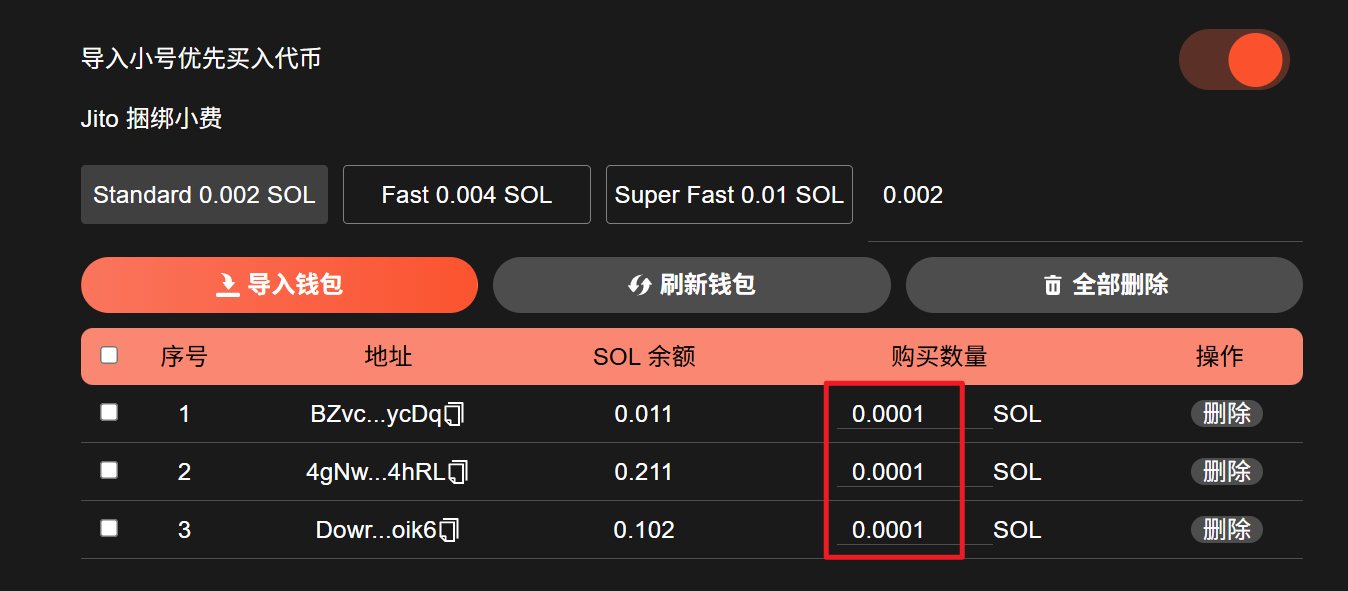 导入小号优先买入代币
Jito 捆绑小费
Standard 0.002 SOL Fast 0.004 SOL Super Fast 0.01 SOL 0.002
导入钱包 刷新钱包 全部删除
序号 地址 SOL 余额 购买数量 操作
1 BZvc...ycDq 0.011 0.0001 SOL 删除
2 4gNw...4hRL 0.211 0.0001 SOL 删除
3 Dowr...oik6 0.102 0.0001 SOL 删除